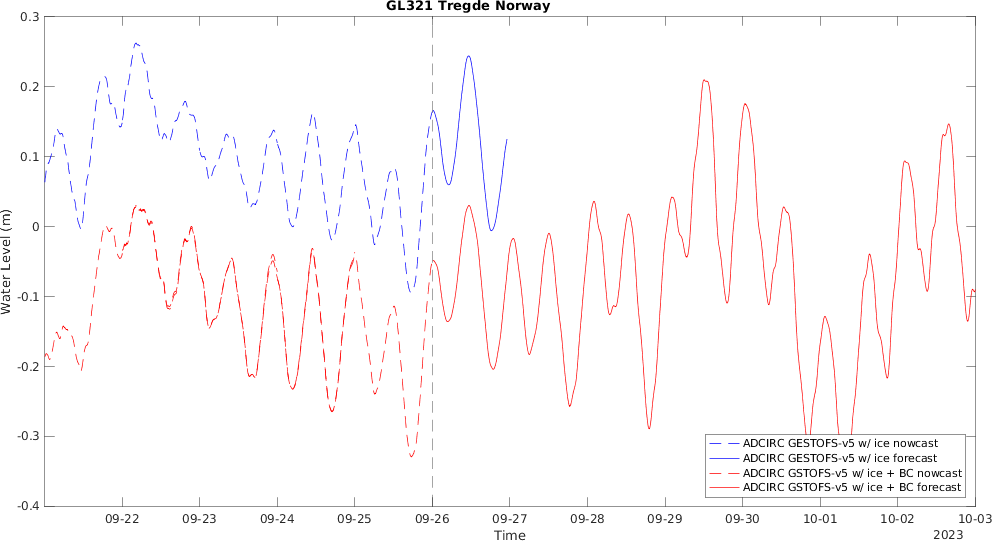 GL321 Tregde Norway
0.3
0.2
0.1
0
-0.1
-0.2
-0.3
-0.4
Water Level (m)
ADCIRC GESTOFS-v5 w/ ice nowcast
ADCIRC GESTOFS-v5 w/ ice forecast
ADCIRC GSTOFS-v5 w/ ice + BC nowcast
ADCIRC GSTOFS-v5 w/ ice + BC forecast
09-22 09-23 09-24 09-25 09-26 09-27 09-28 09-29 09-30 10-01 10-02 10-03
Time
2023